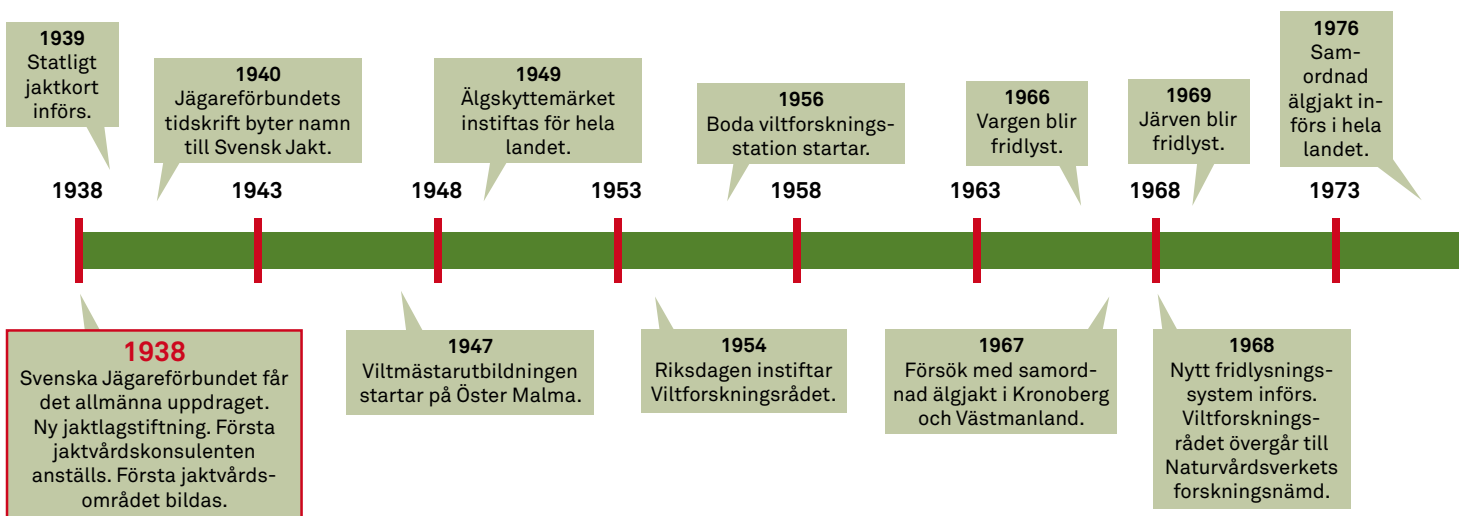 1939
Statligt
jaktkort
införs.
1940
Jägareförbundets
tidskrift byter namn
till Svensk Jakt.
1949
Älgskyttemärket
instiftas för hela
landet.
1956
Boda viltforsknings-
station startar.
1966
Vargen blir
fridlyst.
1969
Järven blir
fridlyst.
1976
Sam-
ordnad
älgjakt in-
förs i hela
landet.
1938
1943
1948
1953
1958
1963
1968
1973
1938
Svenska Jägareförbundet får
det allmänna uppdraget.
Ny jaktlagstiftning. Första
jaktvårdskonsulenten
anställs. Första jaktvårds-
området bildas.
1947
Viltmästarutbildningen
startar på Öster Malma.
1954
Riksdagen instiftar
Viltforskningsrådet.
1967
Försök med samord-
nad älgjakt i Kronoberg
och Västmanland.
1968
Nytt fridlysnings-
system införs.
Viltforsknings-
rådet övergår till
Naturvårdsverkets
forskningsnämd.